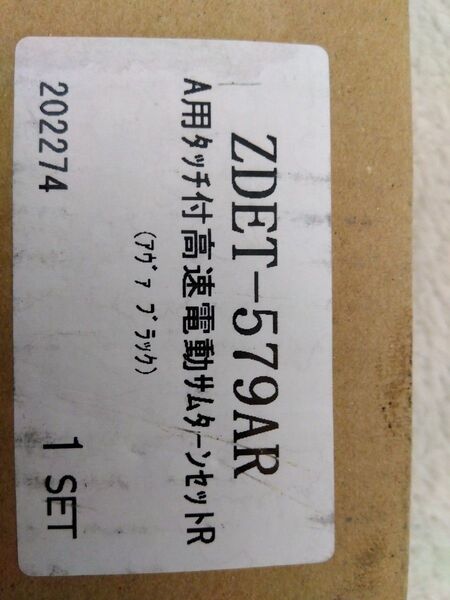 ZDET-579AR
A用ﾀｯﾁ付高速電動ｻﾑﾀｰﾝｾｯﾄR
(ｱｳﾞｧ ﾌﾞﾗｯｸ)
202274
1 SET